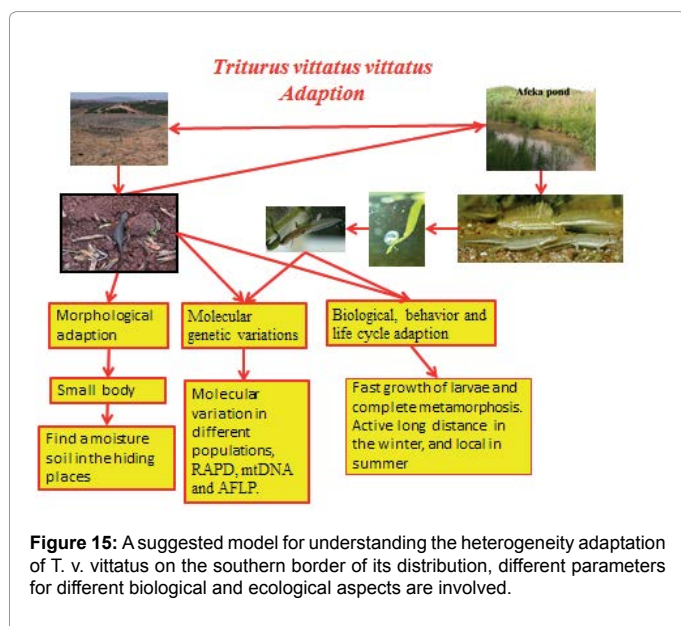 Triturus vittatus vittatus
Adaption
Afeka pond
Morphological
adaption
Molecular
genetic variations
Biological, behavior and
life cycle adaption
Small body
Find a moisture
soil in the hiding
places
Molecular
variation in
different
populations,
RAPD, mtDNA
and AFLP.
Fast growth of larvae and
complete metamorphosis.
Active long distance in
the winter, and local in
summer
Figure 15: A suggested model for understanding the heterogeneity adaptation
of T. v. vittatus on the southern border of its distribution, different parameters
for different biological and ecological aspects are involved.